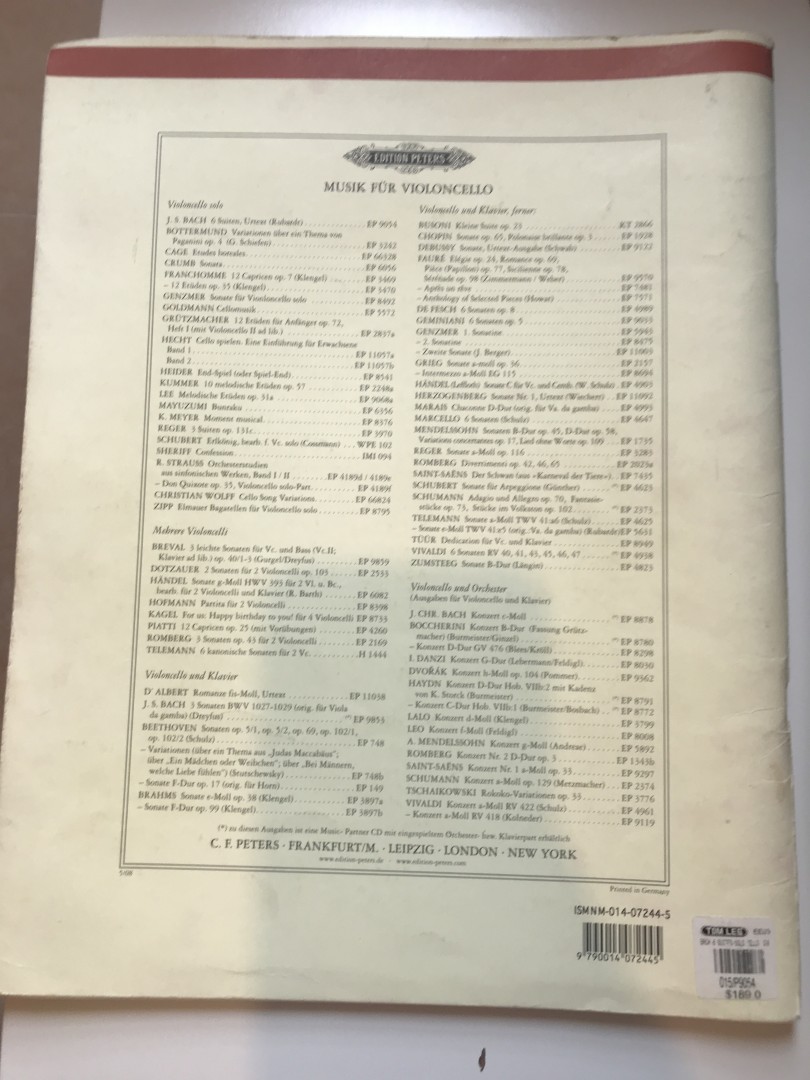 EDITION PETERS
MUSIK FÜR VIOLONCELLO
Violoncello solo
J. S. BACH 6 Suiten, Urtext (Rubardt) EP 9054
BOTTERMUND Variationen über ein Thema von
Paganini op. 4 (G. Schiefen) EP 3242
CAGE Etudes boreales EP 66328
CRUMB Sonata EP 6056
FRANCHOMME 12 Capricen op. 7 (Klengel) EP 3469
– 12 Etüden op. 35 (Klengel) EP 3470
GENZMER Sonate für Violoncello solo EP 8492
GOLDMANN Cellomusik EP 5572
GRÜTZMACHER 12 Etüden für Anfänger op. 72,
Heft I (mit Violoncello II ad lib.) EP 2837a
HECHT Cello spielen. Eine Einführung für Erwachsene
Band 1 EP 11057a
Band 2 EP 11057b
HEIDER End-Spiel (oder Spiel-End) EP 8541
KUMMER 10 melodische Etüden op. 57 EP 2248a
LEE Melodische Etüden op. 31a EP 9068a
MAYUZUMI Bunraku EP 6356
K. MEYER Moment musical EP 8376
REGER 3 Suiten op. 131c EP 3970
SCHUBERT Erlkönig, bearb. f. Vc. solo (Cossmann) WPE 102
SHERIFF Confession IMI 094
R. STRAUSS Orchesterstudien
aus sinfonischen Werken, Band I / II EP 4189d / 4189e
– Don Quixote op. 35, Violoncello solo-Part EP 4189f
CHRISTIAN WOLFF Cello Song Variations EP 66824
ZIPP Elmauer Bagatellen für Violoncello solo EP 8795
Mehrere Violoncelli
BREVAL 3 leichte Sonaten für Vc. und Bass (Vc.II;
Klavier ad lib.) op. 40/1-3 (Gurgel/Dreyfus) EP 9859
DOTZAUER 2 Sonaten für 2 Violoncelli op. 103 EP 2533
HÄNDEL Sonate g-Moll HWV 393 für 2 Vl. u. Bc.,
bearb. für 2 Violoncelli und Klavier (R. Barth) EP 6082
HOFMANN Partita für 2 Violoncelli EP 8398
KAGEL For us: Happy birthday to you! für 4 Violoncelli EP 8733
PIATTI 12 Capricen op. 25 (mit Vorübungen) EP 4260
ROMBERG 3 Sonaten op. 43 für 2 Violoncelli EP 2169
TELEMANN 6 kanonische Sonaten für 2 Vc. H 1444
Violoncello und Klavier
D' ALBERT Romanze fis-Moll, Urtext EP 11038
J. S. BACH 3 Sonaten BWV 1027-1029 (orig. für Viola
da gamba) (Dreyfus) (*) EP 9853
BEETHOVEN Sonaten op. 5/1, op. 5/2, op. 69, op. 102/1,
op. 102/2 (Schulz) EP 748
– Variationen (über ein Thema aus „Judas Maccabäus“;
über „Ein Mädchen oder Weibchen“; über „Bei Männern,
welche Liebe fühlen“) (Stutschewsky) EP 748b
– Sonate F-Dur op. 17 (orig. für Horn) EP 149
BRAHMS Sonate e-Moll op. 38 (Klengel) EP 3897a
– Sonate F-Dur op. 99 (Klengel) EP 3897b
Violoncello und Klavier, ferner:
BUSONI Kleine Suite op. 23 KT 2866
CHOPIN Sonate op. 65, Polonaise brillante op. 3 EP 1928
DEBUSSY Sonate, Urtext-Ausgabe (Schwalb) EP 9122
FAURÉ Elégie op. 24, Romance op. 69,
Pièce (Papillon) op. 77, Sicilienne op. 78,
Sérénade op. 98 (Zimmermann / Weber) EP 9570
– Après un rêve EP 7481
– Anthology of Selected Pieces (Howat) EP 7571
DE FESCH 6 Sonaten op. 8 EP 4989
GEMINIANI 6 Sonaten op. 5 EP 9033
GENZMER 1. Sonatine EP 5943
– 2. Sonatine EP 8475
– Zweite Sonate (J. Berger) EP 11003
GRIEG Sonate a-moll op. 36 EP 2157
– Intermezzo a-Moll EG 115 EP 8694
HÄNDEL (Leffloth) Sonate C für Vc. und Cemb. (W. Schulz) EP 4903
HERZOGENBERG Sonate Nr. 1, Urtext (Wiechert) EP 11092
MARAIS Chaconne D-Dur (orig. für Va. da gamba) EP 4993
MARCELLO 6 Sonaten (Schulz) EP 4647
MENDELSSOHN Sonaten B-Dur op. 45, D-Dur op. 58,
Variations concertantes op. 17, Lied ohne Worte op. 109 EP 1735
REGER Sonate a-Moll op. 116 EP 3283
ROMBERG Divertimenti op. 42, 46, 65 EP 2023a
SAINT-SAËNS Der Schwan (aus »Karneval der Tiere«) EP 7435
SCHUBERT Sonate für Arpeggione (Günther) (*) EP 4623
SCHUMANN Adagio und Allegro op. 70, Fantasie-
stücke op. 73, Stücke im Volkston op. 102 (*) EP 2373
TELEMANN Sonate a-Moll TWV 41:a6 (Schulz) EP 4625
– Sonate e-Moll TWV 41:e5 (orig.: Va. da gamba) (Rubardt) EP 5631
TÜÜR Dedication für Vc. und Klavier EP 8949
VIVALDI 6 Sonaten RV 40, 41, 43, 45, 46, 47 (*) EP 4938
ZUMSTEEG Sonate B-Dur (Längin) EP 4823
Violoncello und Orchester
(Ausgaben für Violoncello und Klavier)
J. CHR. BACH Konzert c-Moll (*) EP 8878
BOCCHERINI Konzert B-Dur (Fassung Grütz-
macher) (Burmeister/Ginzel) (*) EP 8780
– Konzert D-Dur GV 476 (Blees/Kröll) EP 8298
I. DANZI Konzert G-Dur (Lebermann/Feldigl) EP 8030
DVOŘÁK Konzert h-Moll op. 104 (Pommer) EP 9362
HAYDN Konzert D-Dur Hob. VIIb:2 mit Kadenz
von K. Storck (Burmeister) (*) EP 8791
– Konzert C-Dur Hob. VIIb:1 (Burmeister/Bosbach) (*) EP 8772
LALO Konzert d-Moll (Klengel) EP 3799
LEO Konzert f-Moll (Feldigl) EP 8008
A. MENDELSSOHN Konzert g-Moll (Andreae) EP 5892
ROMBERG Konzert Nr. 2 D-Dur op. 3 EP 1343b
SAINT-SAËNS Konzert Nr. 1 a-Moll op. 33 EP 9297
SCHUMANN Konzert a-Moll op. 129 (Metzmacher) EP 2374
TSCHAIKOWSKI Rokoko-Variationen op. 33 EP 3776
VIVALDI Konzert a-Moll RV 422 (Schulz) EP 4961
– Konzert a-Moll RV 418 (Kolneder) EP 9119
(*) zu diesen Ausgaben ist eine Music- Partner CD mit eingespieltem Orchester- bzw. Klavierpart erhältlich
C. F. PETERS · FRANKFURT/M. · LEIPZIG · LONDON · NEW YORK
www.edition-peters.de · www.edition-peters.com
5/08
Printed in Germany
ISMN M-014-07244-5
9 790014 072445
TOM LEE
BACH 6 SUITES-SOLO CELLO
015/P9054
$189.0